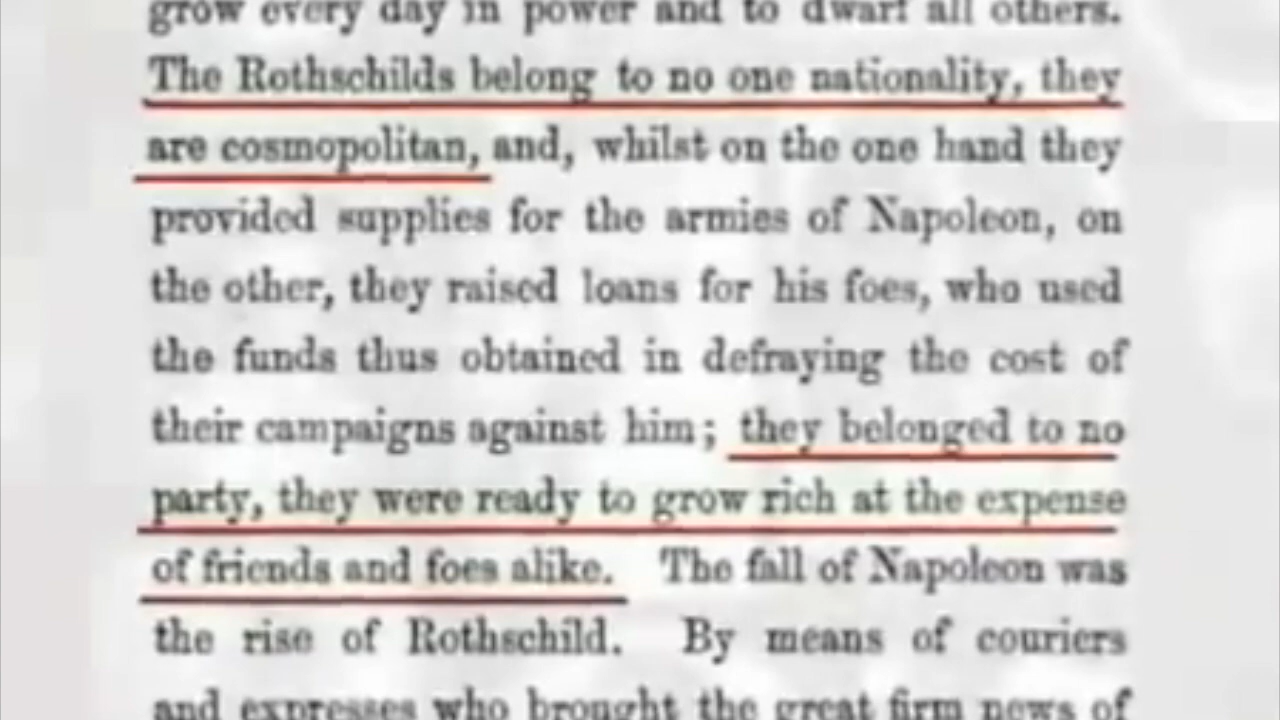 grow every day in power and to dwarf all others.
The Rothschilds belong to no one nationality, they
are cosmopolitan, and, whilst on the one hand they
provided supplies for the armies of Napoleon, on
the other, they raised loans for his foes, who used
the funds thus obtained in defraying the cost of
their campaigns against him; they belonged to no
party, they were ready to grow rich at the expense
of friends and foes alike. The fall of Napoleon was
the rise of Rothschild. By means of couriers
and expresses who brought the great firm news of